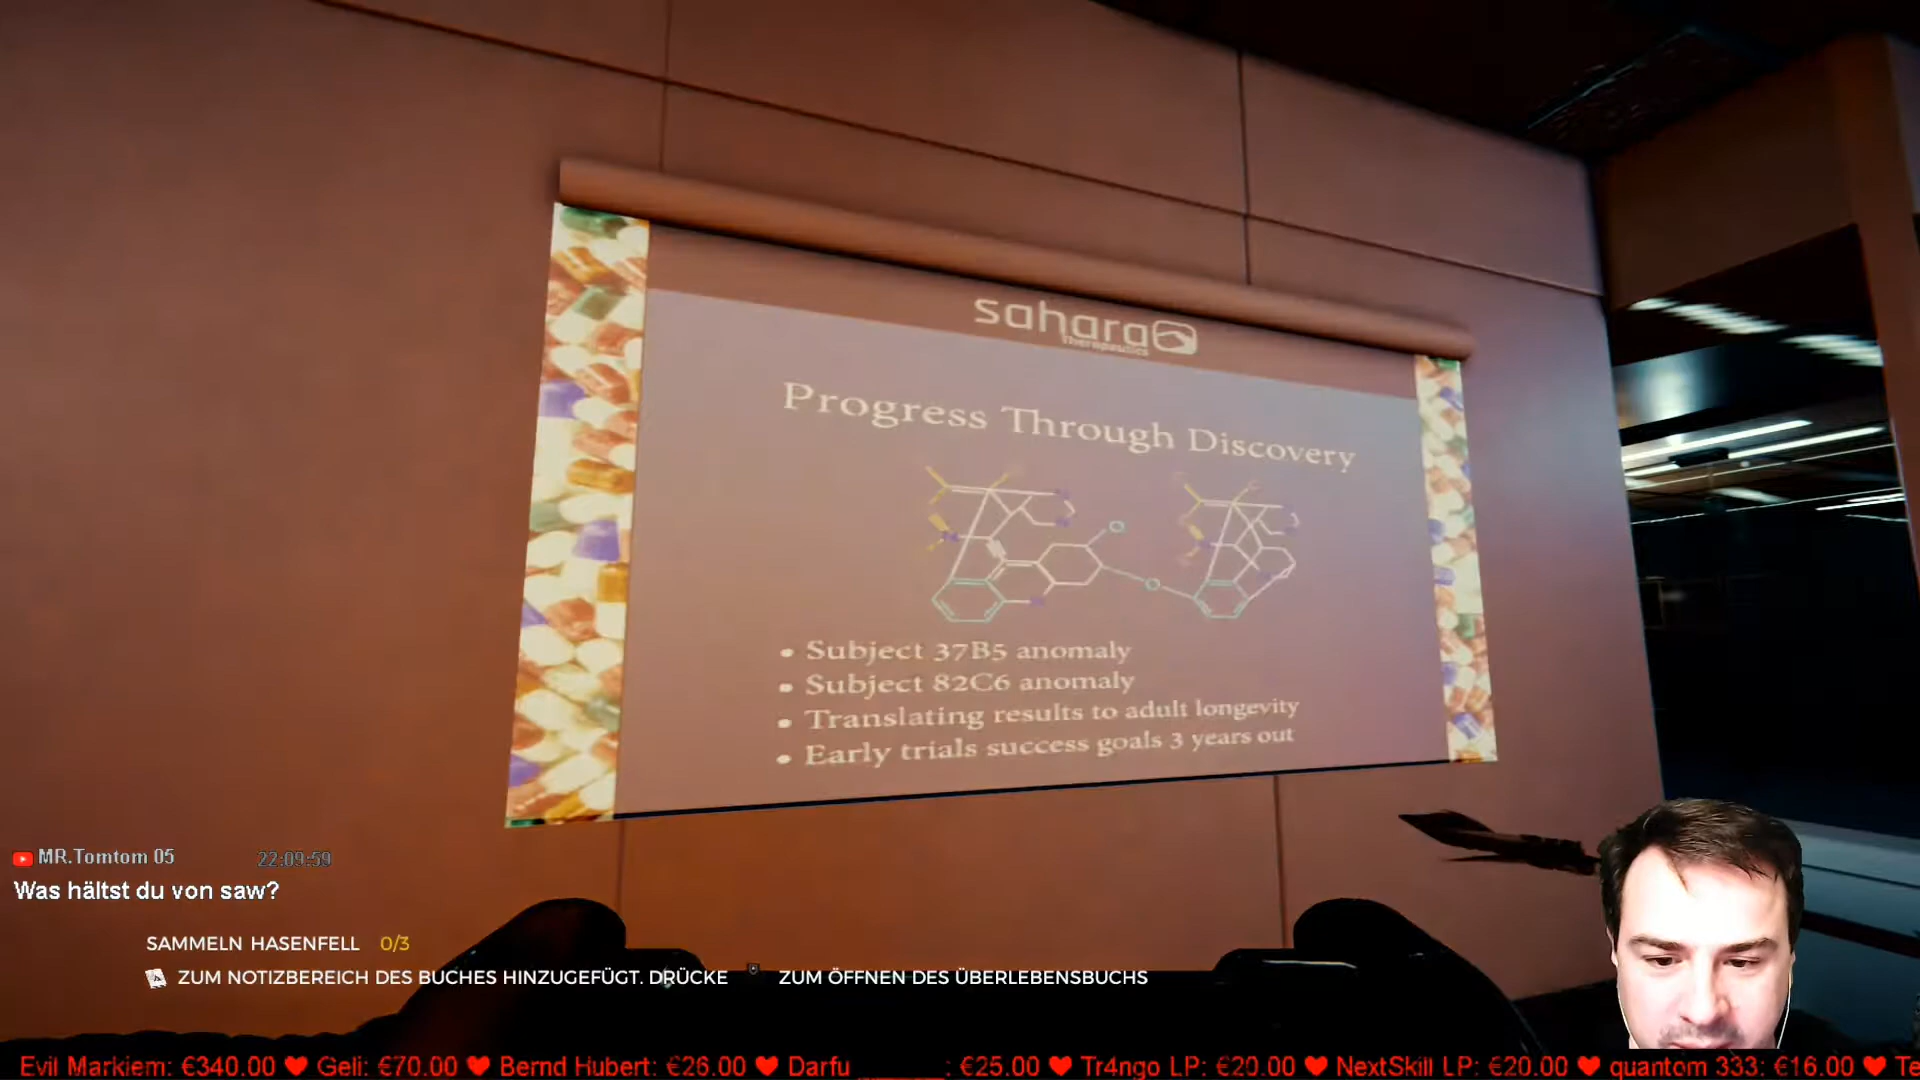 sahara
Therapeutics
Progress Through Discovery
• Subject 37B5 anomaly
• Subject 82C6 anomaly
• Translating results to adult longevity
• Early trials success goals 3 years out
MR.Tomtom 05 22:09:59
Was hältst du von saw?
SAMMELN HASENFELL 0/3
ZUM NOTIZBEREICH DES BUCHES HINZUGEFÜGT. DRÜCKE ZUM ÖFFNEN DES ÜBERLEBENSBUCHS
Evil Markiem: €340.00 ♥ Geli: €70.00 ♥ Bernd Hubert: €26.00 ♥ Darfu ______: €25.00 ♥ Tr4ngo LP: €20.00 ♥ NextSkill LP: €20.00 ♥ quantom 333: €16.00 ♥ Te